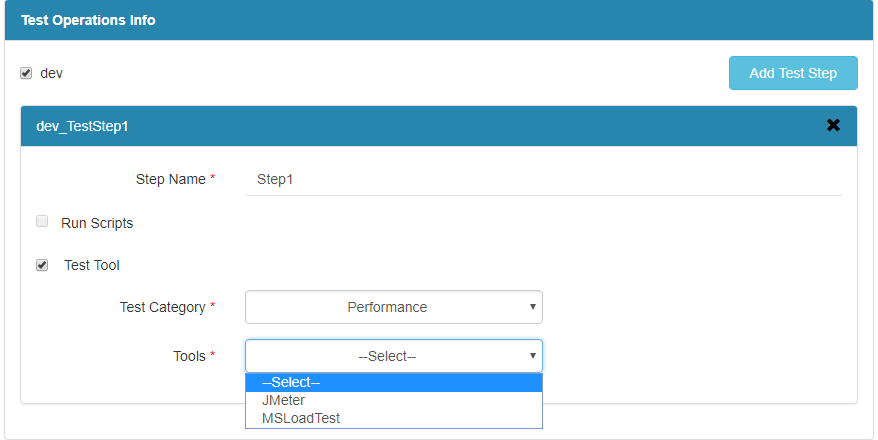 Test Operations Info
dev
Add Test Step
dev_TestStep1
Step Name *
Step1
Run Scripts
Test Tool
Test Category *
Performance
Tools *
--Select--
--Select--
JMeter
MSLoadTest